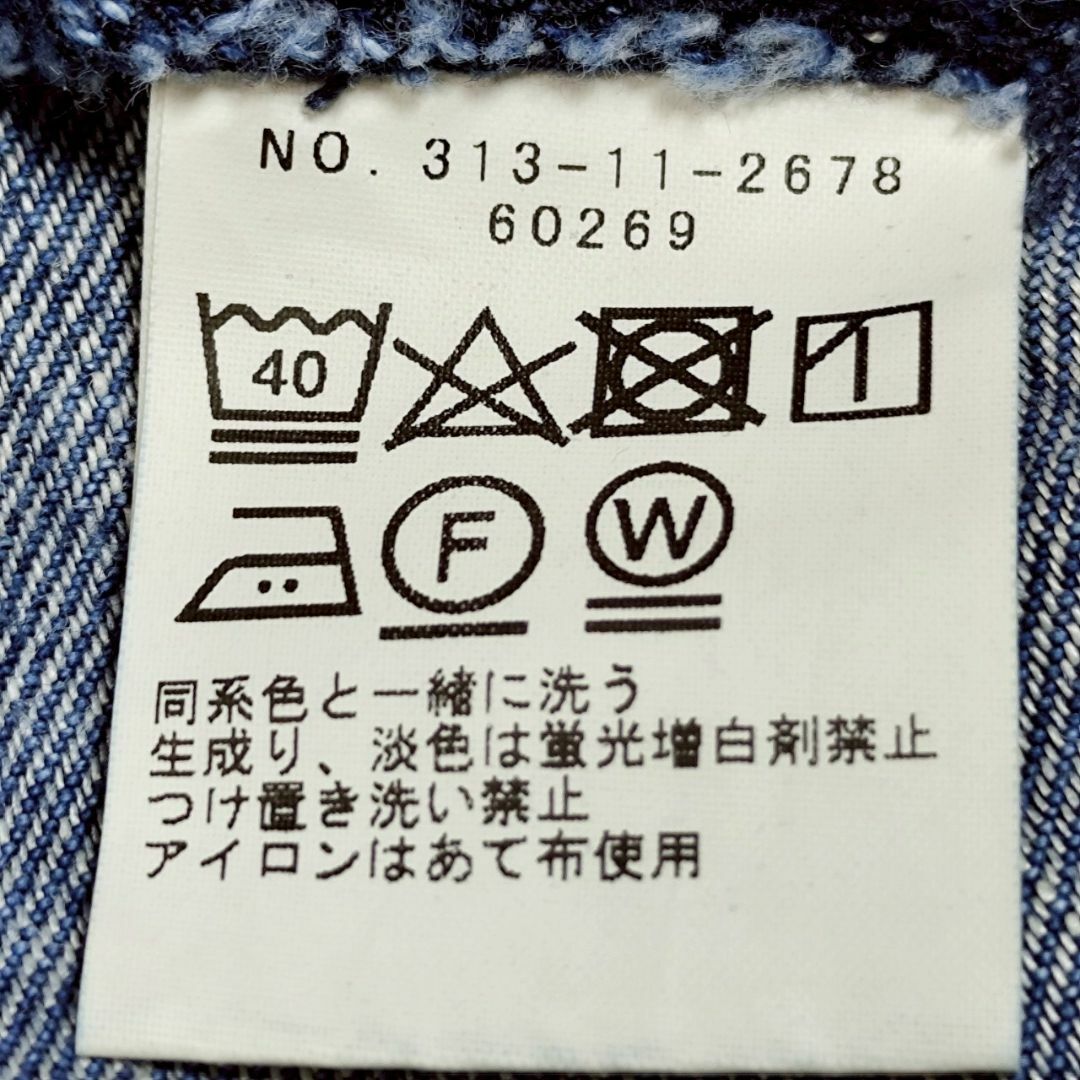 NO. 313-11-2678
60269
40
F W
同系色と一緒に洗う
生成り、淡色は蛍光増白剤禁止
つけ置き洗い禁止
アイロンはあて布使用